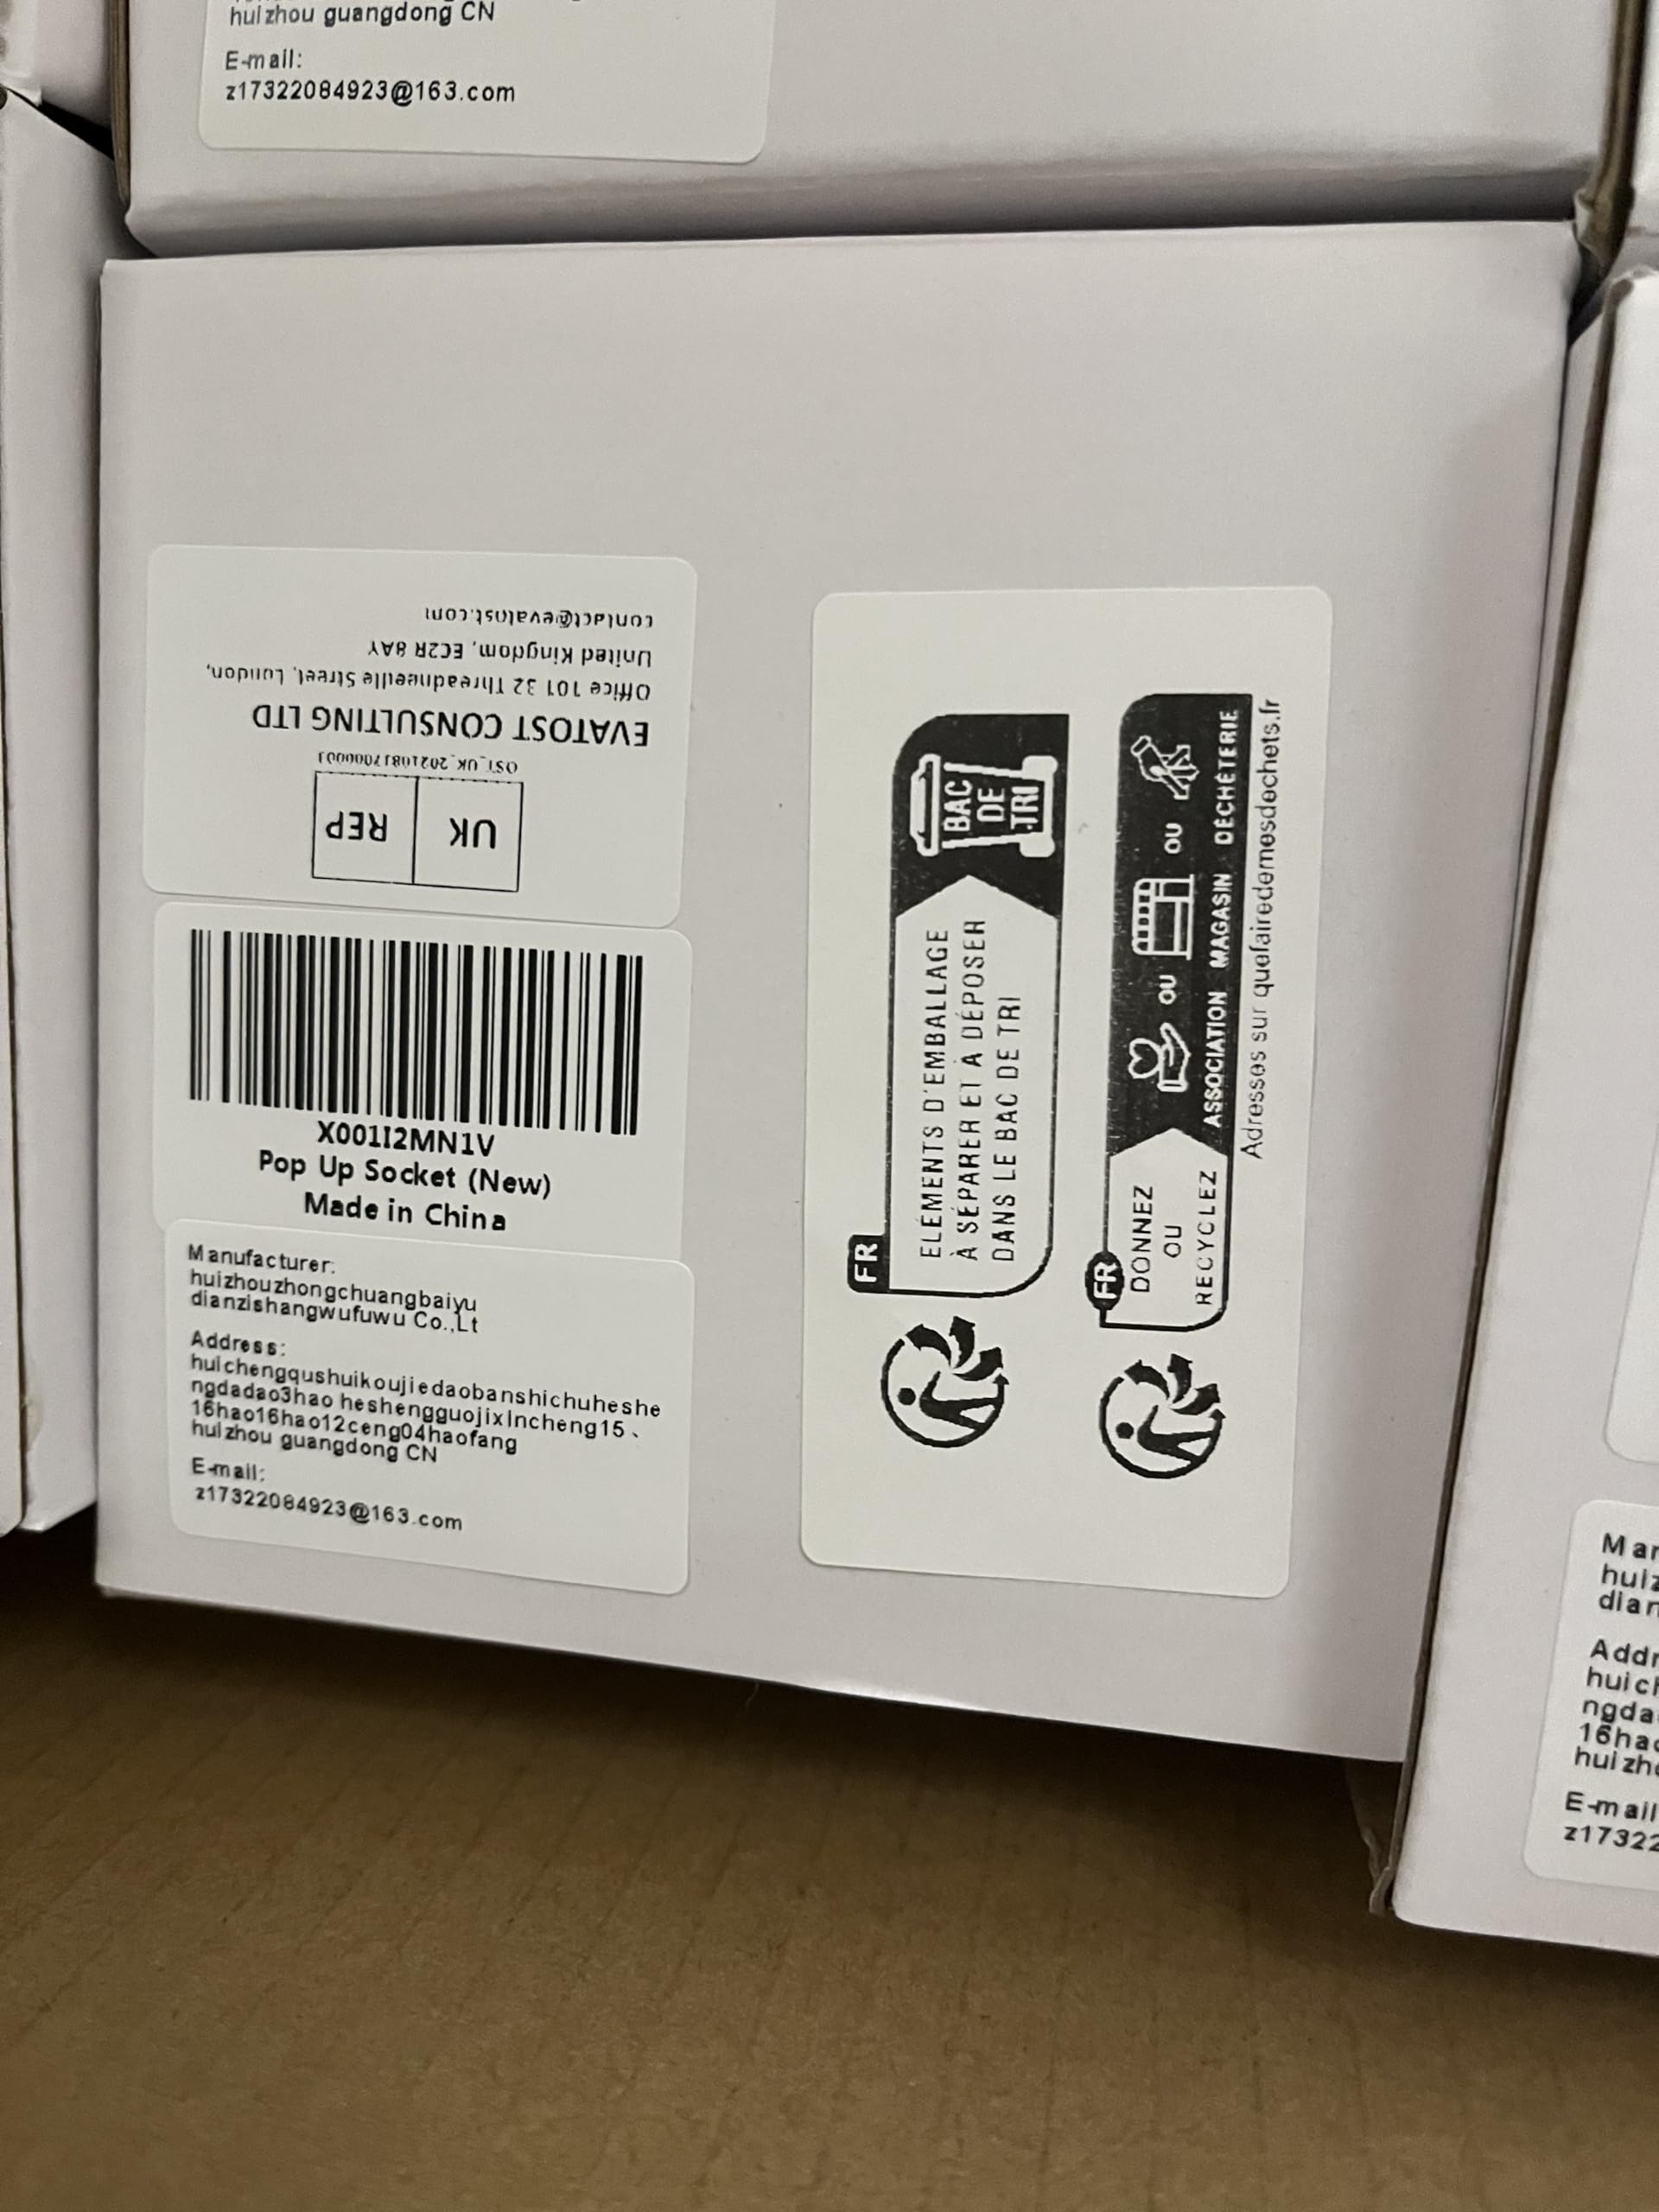 huizhou guangdong CN
E-mail:
z17322084923@163.com
UK
REP
OST_UK_2021081700003
EVATOST CONSULTING LTD
Office 101 32 Threadneedle Street, London,
United Kingdom, EC2R 8AY
contact@evatost.com
X001I2MN1V
Pop Up Socket (New)
Made in China
Manufacturer:
huizhouzhongchuangbaiyu
dianzishangwufuwu Co.,Lt
Address:
huichengqushuikoujiedaobanshichuheshe
ngdadao3hao heshengguojixincheng15、
16hao16hao12ceng04haofang
huizhou guangdong CN
E-mail:
z17322084923@163.com
FR
ELÉMENTS D'EMBALLAGE
À SÉPARER ET À DÉPOSER
DANS LE BAC DE TRI
BAC
DE
TRI
FR
DONNEZ
OU
RECYCLEZ
OU
OU
ASSOCIATION MAGASIN DÉCHÈTERIE
Adresses sur quefairedemesdechets.fr
E-mail